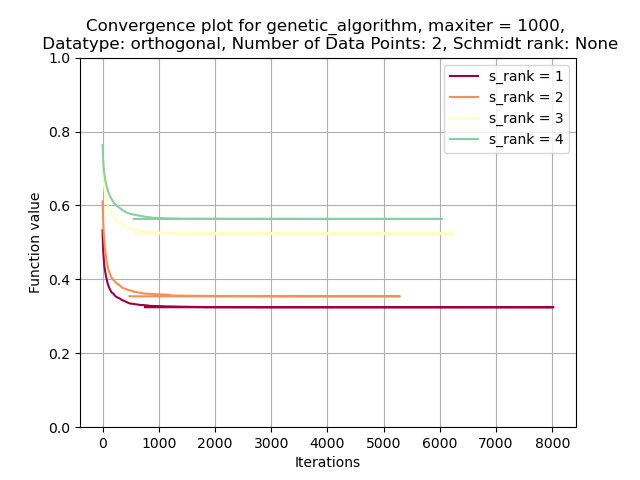 Convergence plot for genetic_algorithm, maxiter = 1000,
Datatype: orthogonal, Number of Data Points: 2, Schmidt rank: None
s_rank = 1
s_rank = 2
s_rank = 3
s_rank = 4
1.0
0.8
0.6
0.4
0.2
0.0
Function value
0 1000 2000 3000 4000 5000 6000 7000 8000
Iterations